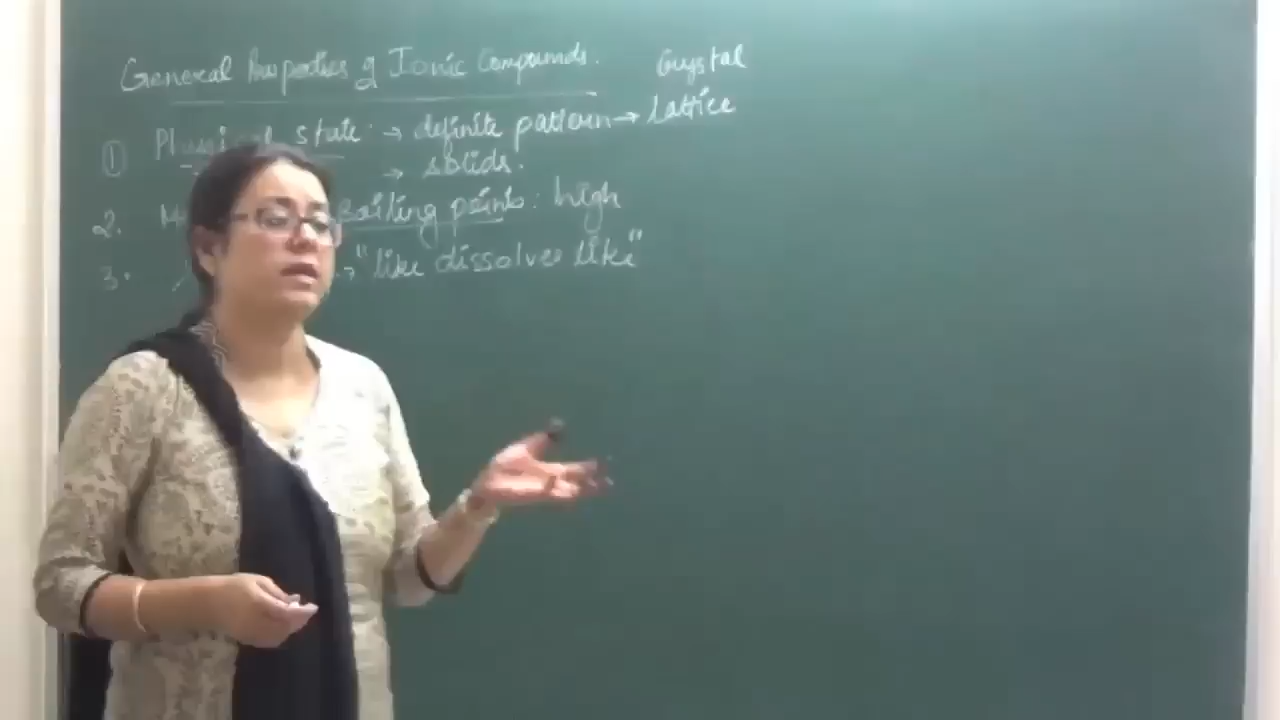 General Properties of Ionic Compounds. Crystal
① Physical state: → definite pattern → lattice
→ solids.
2. Boiling points: high
3. → "like dissolves like"